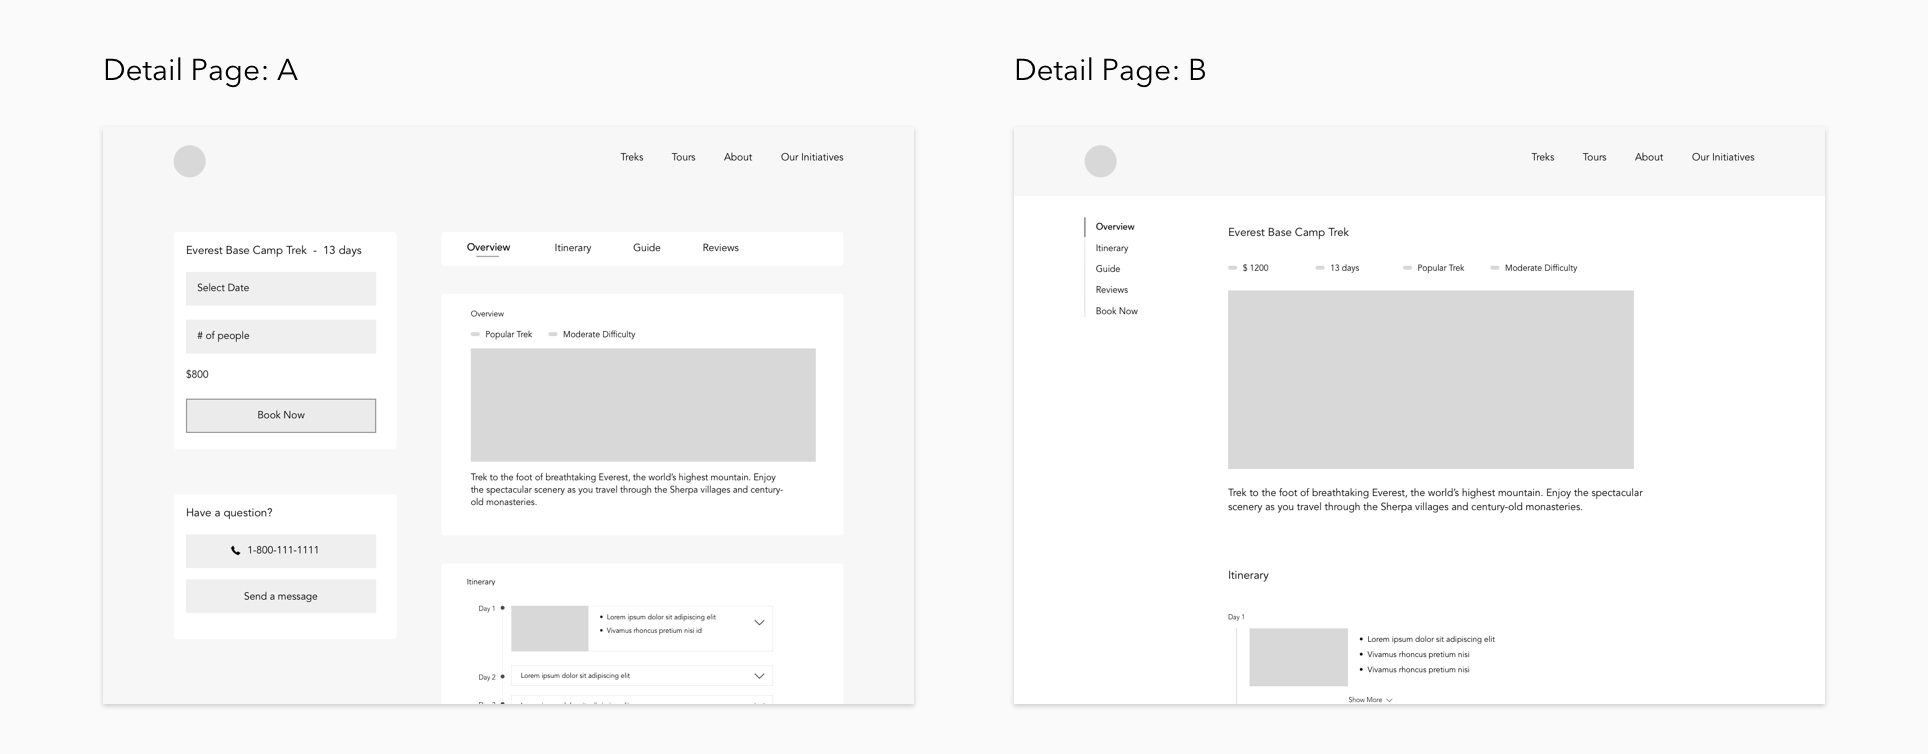 Detail Page: A
Treks Tours About Our Initiatives
Everest Base Camp Trek - 13 days
Select Date
# of people
$800
Book Now
Have a question?
1-800-111-1111
Send a message
Overview Itinerary Guide Reviews
Overview
Popular Trek Moderate Difficulty
Trek to the foot of breathtaking Everest, the world's highest mountain. Enjoy
the spectacular scenery as you travel through the Sherpa villages and century-
old monasteries.
Itinerary
Day 1
Lorem ipsum dolor sit adipiscing elit
Vivamus rhoncus pretium nisi id
Day 2
Lorem ipsum dolor sit adipiscing elit
Detail Page: B
Treks Tours About Our Initiatives
Overview
Itinerary
Guide
Reviews
Book Now
Everest Base Camp Trek
$ 1200 13 days Popular Trek Moderate Difficulty
Trek to the foot of breathtaking Everest, the world's highest mountain. Enjoy the spectacular
scenery as you travel through the Sherpa villages and century-old monasteries.
Itinerary
Day 1
Lorem ipsum dolor sit adipiscing elit
Vivamus rhoncus pretium nisi
Vivamus rhoncus pretium nisi
Show More